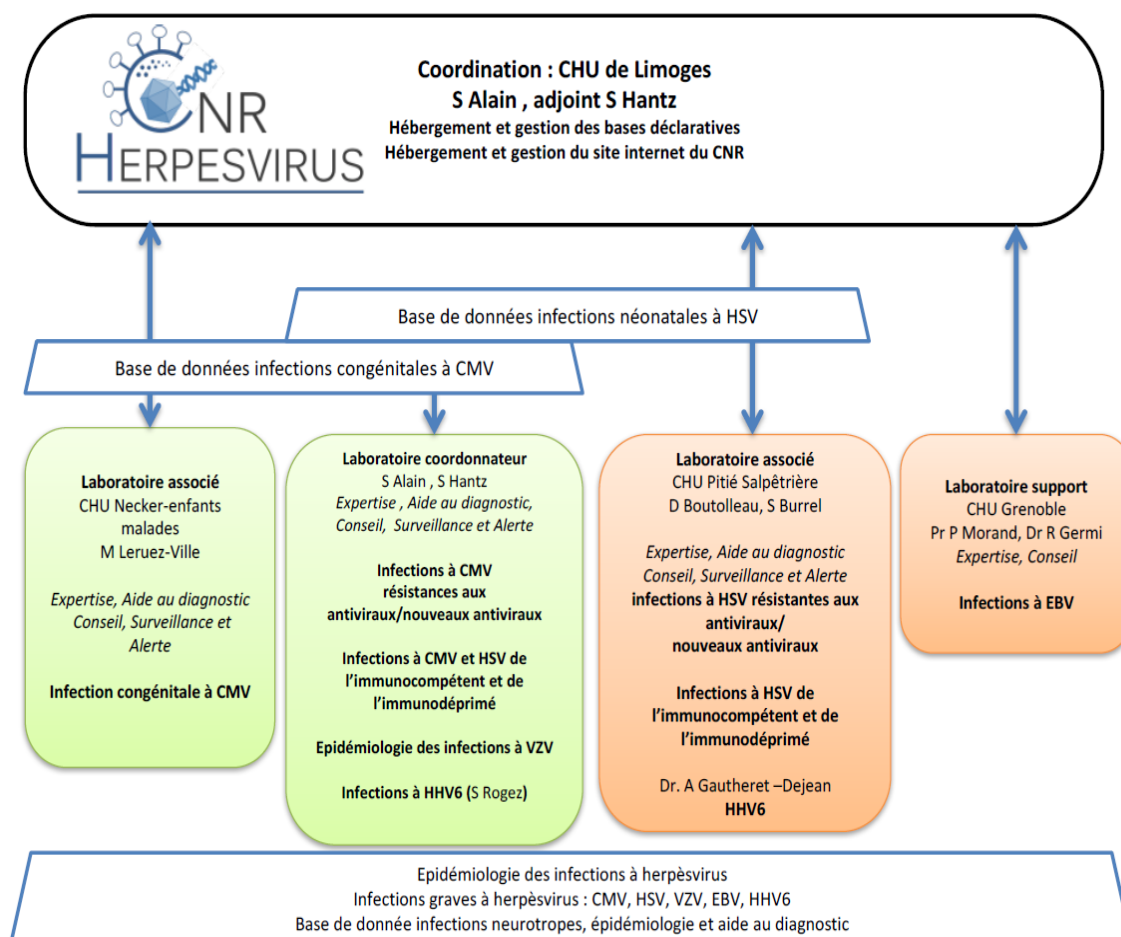 CNR
HERPESVIRUS
Coordination : CHU de Limoges
S Alain , adjoint S Hantz
Hébergement et gestion des bases déclaratives
Hébergement et gestion du site internet du CNR
Base de données infections néonatales à HSV
Base de données infections congénitales à CMV
Laboratoire associé
CHU Necker-enfants
malades
M Leruez-Ville
Expertise, Aide au diagnostic
Conseil, Surveillance et
Alerte
Infection congénitale à CMV
Laboratoire coordonnateur
S Alain , S Hantz
Expertise , Aide au diagnostic,
Conseil, Surveillance et Alerte
Infections à CMV
résistances aux
antiviraux/nouveaux antiviraux
Infections à CMV et HSV de
l’immunocompétent et de
l’immunodéprimé
Epidémiologie des infections à VZV
Infections à HHV6 (S Rogez)
Laboratoire associé
CHU Pitié Salpêtrière
D Boutolleau, S Burrel
Expertise, Aide au diagnostic
Conseil, Surveillance et Alerte
infections à HSV résistantes aux
antiviraux/
nouveaux antiviraux
Infections à HSV de
l’immunocompétent et de
l’immunodéprimé
Dr. A Gautheret –Dejean
HHV6
Laboratoire support
CHU Grenoble
Pr P Morand, Dr R Germi
Expertise, Conseil
Infections à EBV
Epidémiologie des infections à herpèsvirus
Infections graves à herpèsvirus : CMV, HSV, VZV, EBV, HHV6
Base de donnée infections neurotropes, épidémiologie et aide au diagnostic